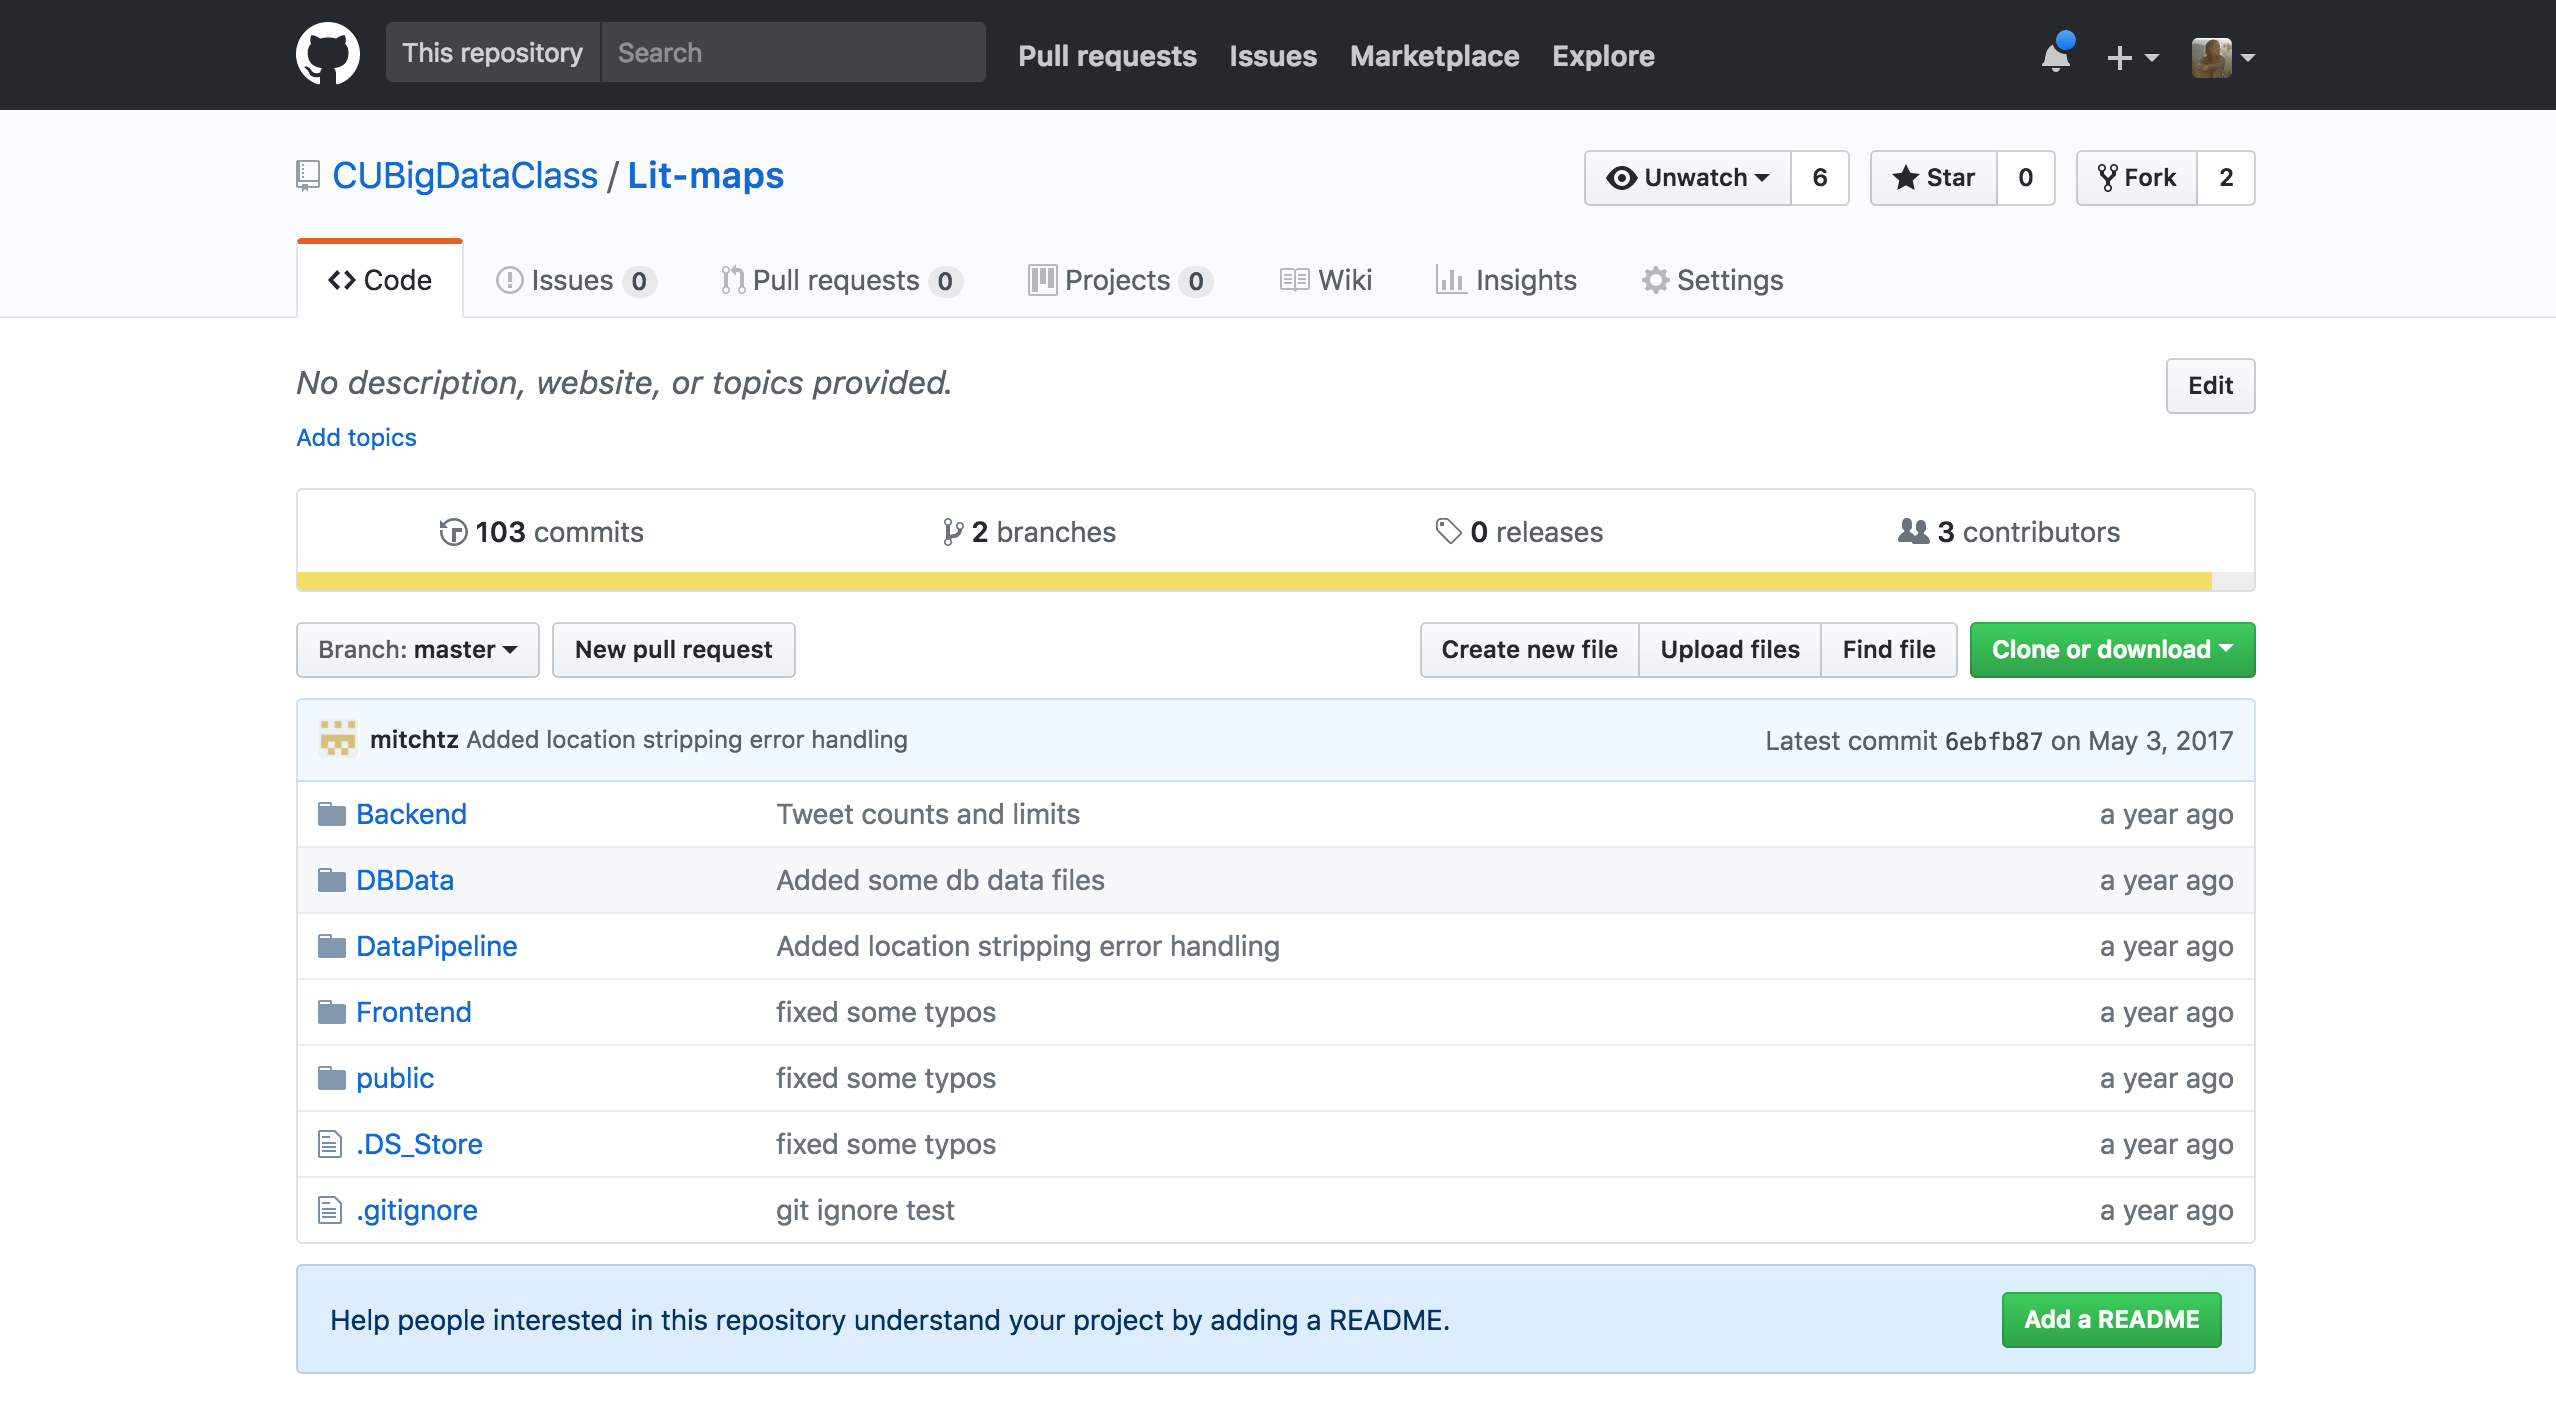 This repository Search Pull requests Issues Marketplace Explore
CUBigDataClass / Lit-maps Unwatch 6 Star 0 Fork 2
Code Issues 0 Pull requests 0 Projects 0 Wiki Insights Settings
No description, website, or topics provided. Edit
Add topics
103 commits 2 branches 0 releases 3 contributors
Branch: master New pull request Create new file Upload files Find file Clone or download
mitchtz Added location stripping error handling Latest commit 6ebfb87 on May 3, 2017
Backend Tweet counts and limits a year ago
DBData Added some db data files a year ago
DataPipeline Added location stripping error handling a year ago
Frontend fixed some typos a year ago
public fixed some typos a year ago
.DS_Store fixed some typos a year ago
.gitignore git ignore test a year ago
Help people interested in this repository understand your project by adding a README. Add a README